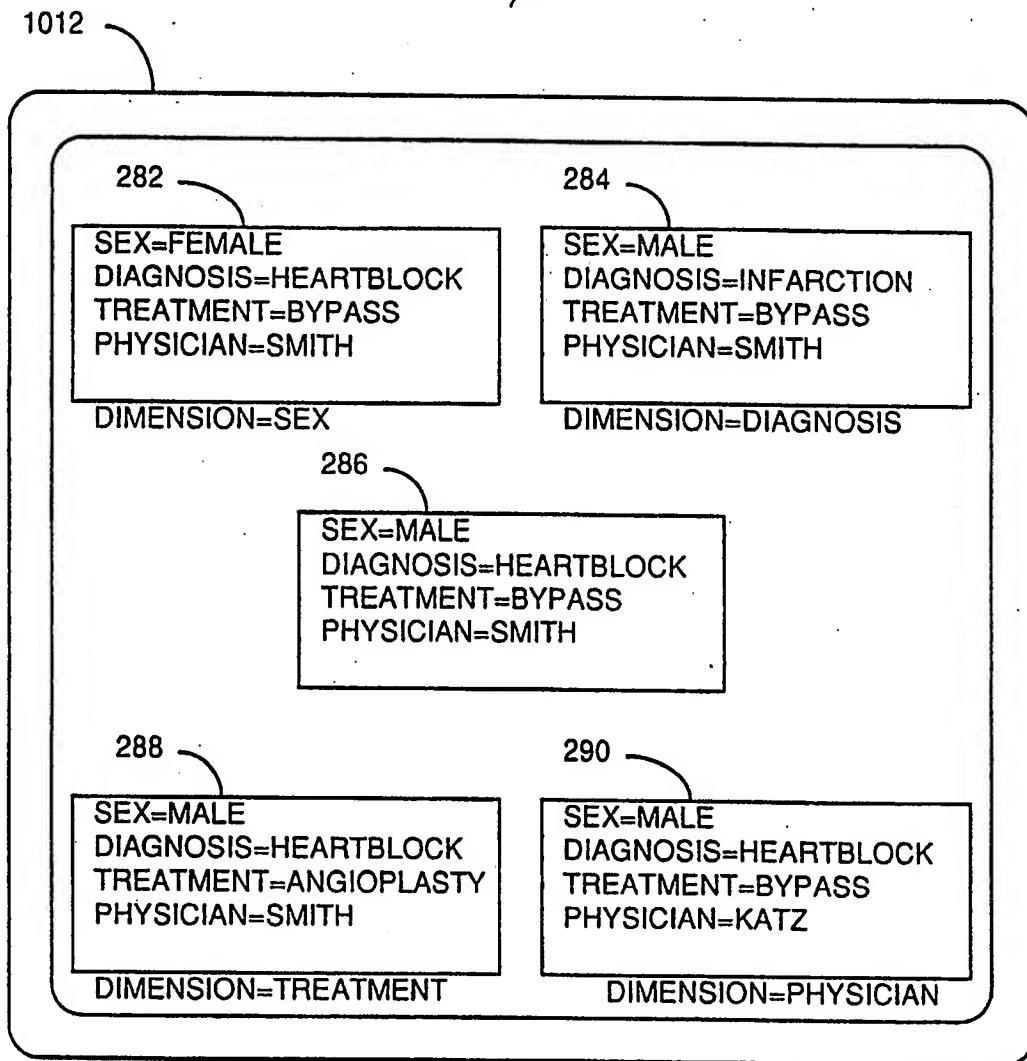 1012
282
SEX=FEMALE
DIAGNOSIS=HEARTBLOCK
TREATMENT=BYPASS
PHYSICIAN=SMITH
DIMENSION=SEX
284
SEX=MALE
DIAGNOSIS=INFARCTION
TREATMENT=BYPASS
PHYSICIAN=SMITH
DIMENSION=DIAGNOSIS
286
SEX=MALE
DIAGNOSIS=HEARTBLOCK
TREATMENT=BYPASS
PHYSICIAN=SMITH
288
SEX=MALE
DIAGNOSIS=HEARTBLOCK
TREATMENT=ANGIOPLASTY
PHYSICIAN=SMITH
DIMENSION=TREATMENT
290
SEX=MALE
DIAGNOSIS=HEARTBLOCK
TREATMENT=BYPASS
PHYSICIAN=KATZ
DIMENSION=PHYSICIAN